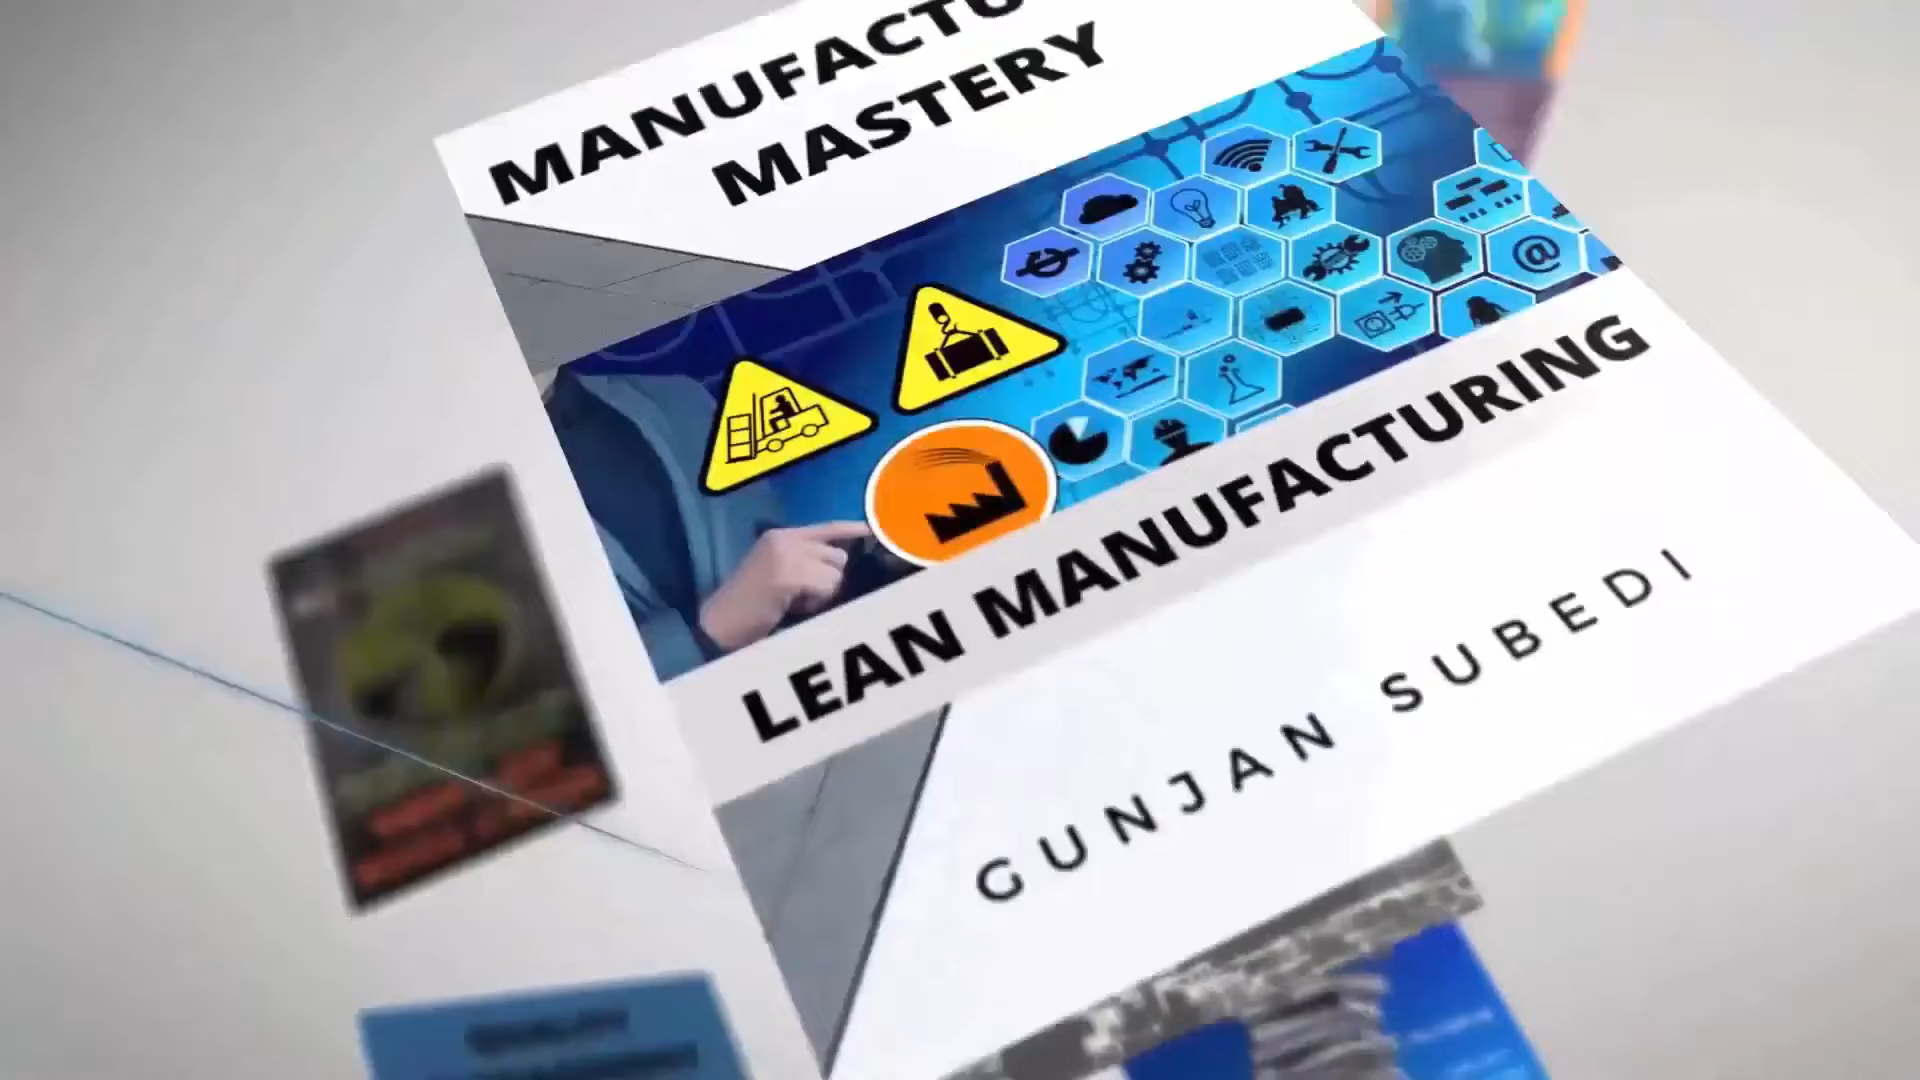 MANUFACTU
MASTERY
@
LEAN MANUFACTURING
GUNJAN SUBEDI